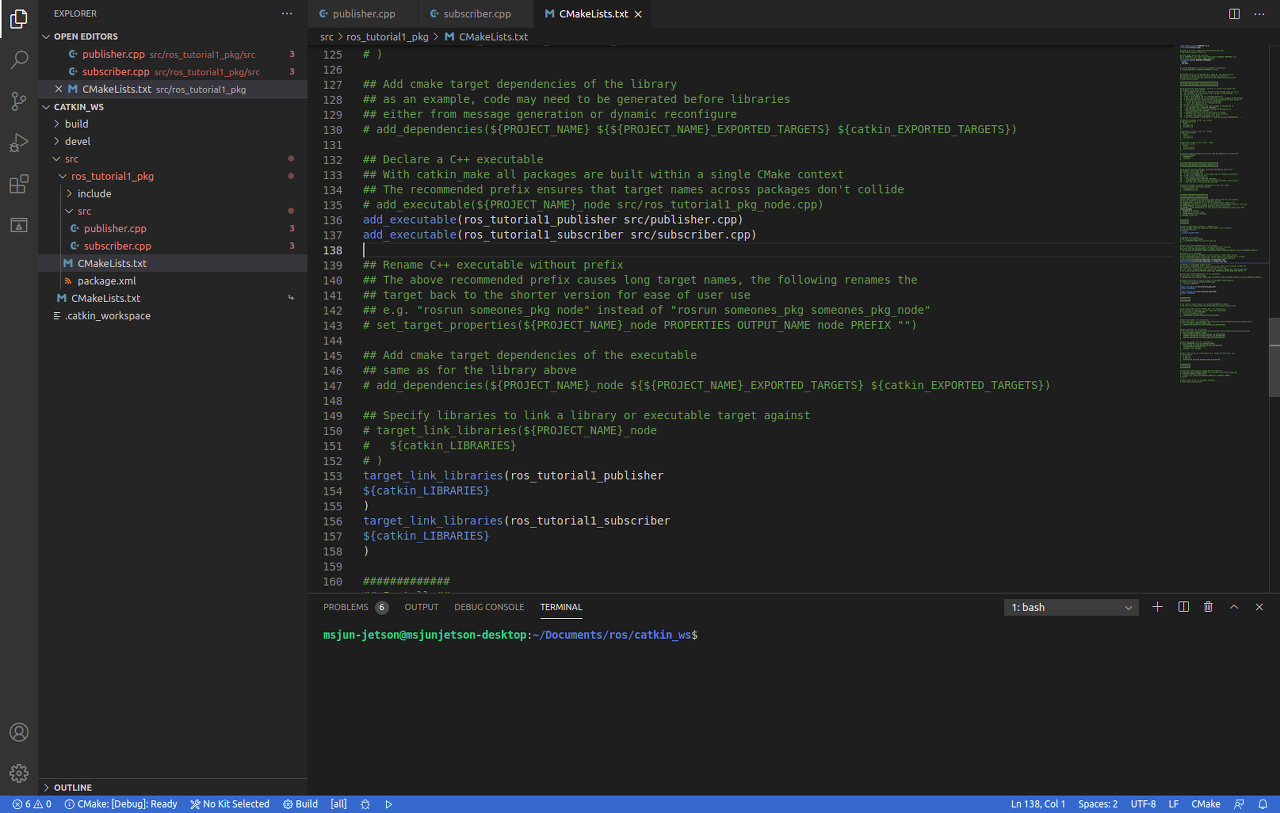 EXPLORER
OPEN EDITORS
publisher.cpp src/ros_tutorial1_pkg/src 3
subscriber.cpp src/ros_tutorial1_pkg/src 3
CMakeLists.txt src/ros_tutorial1_pkg
CATKIN_WS
build
devel
src
ros_tutorial1_pkg
include
src
publisher.cpp 3
subscriber.cpp 3
CMakeLists.txt
package.xml
CMakeLists.txt
.catkin_workspace
OUTLINE
publisher.cpp subscriber.cpp CMakeLists.txt
src > ros_tutorial1_pkg > CMakeLists.txt
125 # )
126
127 ## Add cmake target dependencies of the library
128 ## as an example, code may need to be generated before libraries
129 ## either from message generation or dynamic reconfigure
130 # add_dependencies(${PROJECT_NAME} ${${PROJECT_NAME}_EXPORTED_TARGETS} ${catkin_EXPORTED_TARGETS})
131
132 ## Declare a C++ executable
133 ## With catkin_make all packages are built within a single CMake context
134 ## The recommended prefix ensures that target names across packages don't collide
135 # add_executable(${PROJECT_NAME}_node src/ros_tutorial1_pkg_node.cpp)
136 add_executable(ros_tutorial1_publisher src/publisher.cpp)
137 add_executable(ros_tutorial1_subscriber src/subscriber.cpp)
138
139 ## Rename C++ executable without prefix
140 ## The above recommended prefix causes long target names, the following renames the
141 ## target back to the shorter version for ease of user use
142 ## e.g. "rosrun someones_pkg node" instead of "rosrun someones_pkg someones_pkg_node"
143 # set_target_properties(${PROJECT_NAME}_node PROPERTIES OUTPUT_NAME node PREFIX "")
144
145 ## Add cmake target dependencies of the executable
146 ## same as for the library above
147 # add_dependencies(${PROJECT_NAME}_node ${${PROJECT_NAME}_EXPORTED_TARGETS} ${catkin_EXPORTED_TARGETS})
148
149 ## Specify libraries to link a library or executable target against
150 # target_link_libraries(${PROJECT_NAME}_node
151 #   ${catkin_LIBRARIES}
152 # )
153 target_link_libraries(ros_tutorial1_publisher
154 ${catkin_LIBRARIES}
155 )
156 target_link_libraries(ros_tutorial1_subscriber
157 ${catkin_LIBRARIES}
158 )
159
160 #############
PROBLEMS 6 OUTPUT DEBUG CONSOLE TERMINAL 1: bash
msjun-jetson@msjunjetson-desktop:~/Documents/ros/catkin_ws$
6 0 CMake: [Debug]: Ready No Kit Selected Build [all] Ln 138, Col 1 Spaces: 2 UTF-8 LF CMake